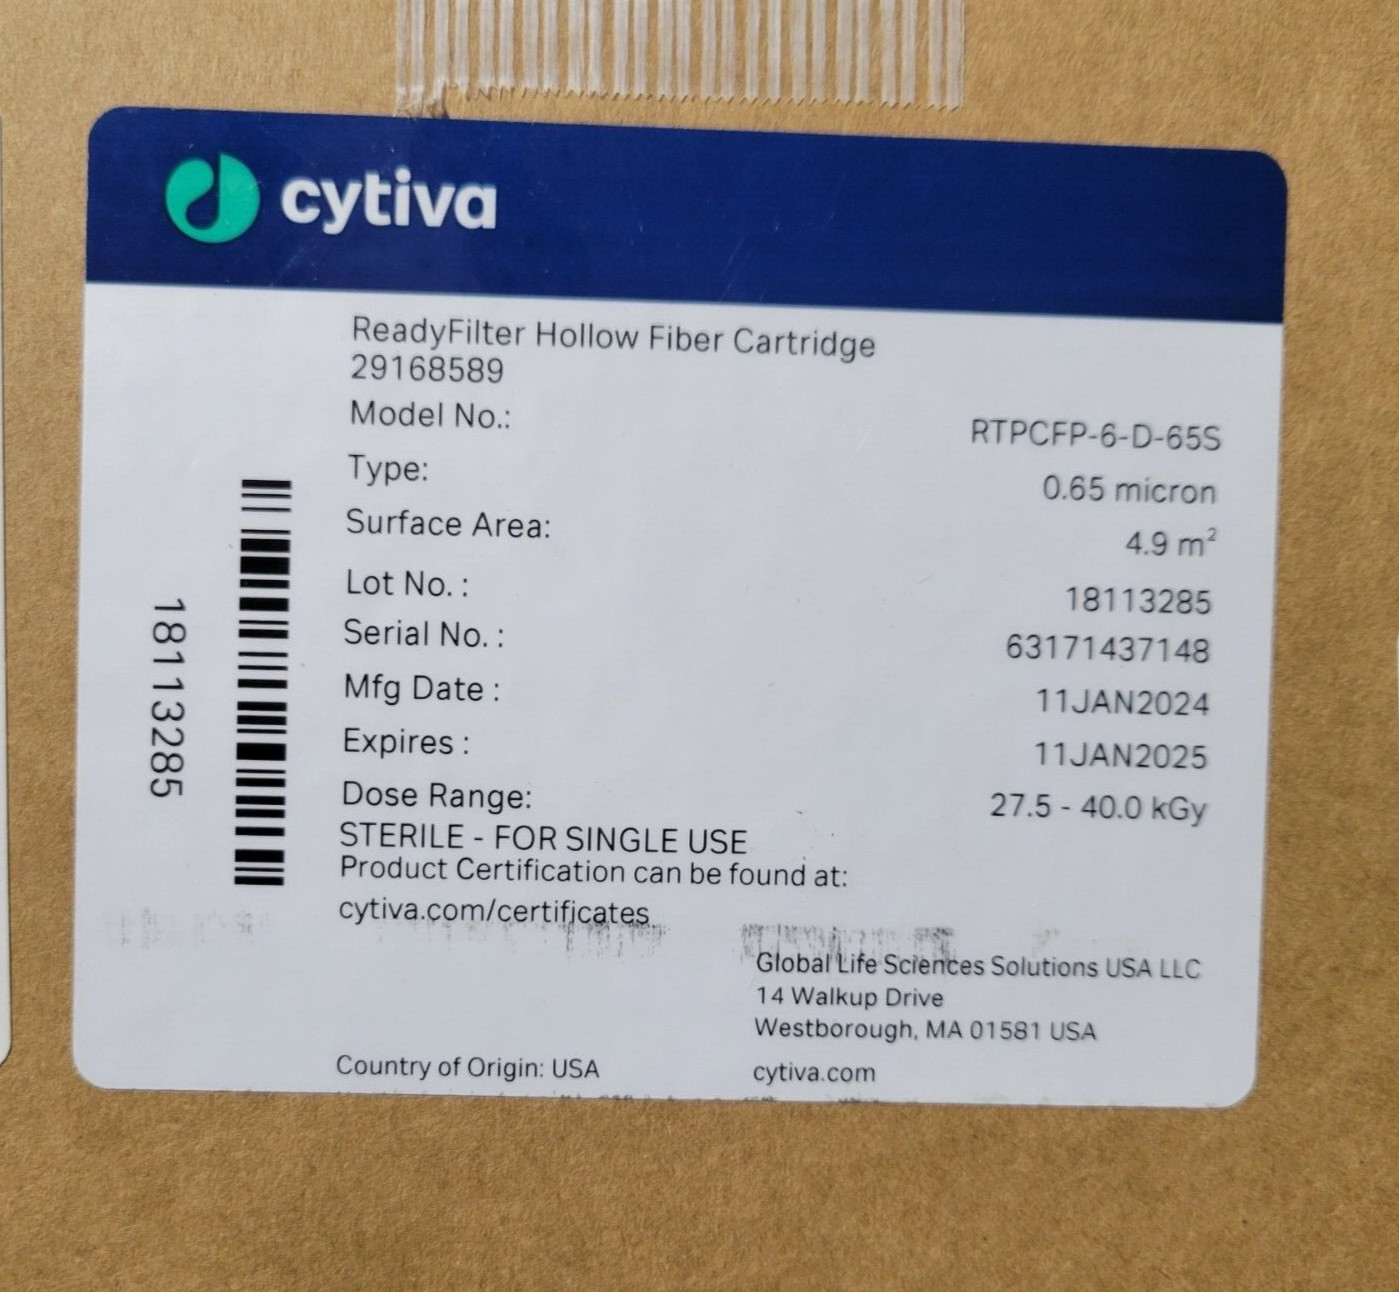 cytiva
ReadyFilter Hollow Fiber Cartridge
29168589
Model No.: RTPCFP-6-D-65S
Type: 0.65 micron
Surface Area: 4.9 m²
Lot No. : 18113285
Serial No. : 63171437148
Mfg Date : 11JAN2024
Expires : 11JAN2025
Dose Range: 27.5 - 40.0 kGy
STERILE - FOR SINGLE USE
Product Certification can be found at:
cytiva.com/certificates
18113285
Global Life Sciences Solutions USA LLC
14 Walkup Drive
Westborough, MA 01581 USA
Country of Origin: USA cytiva.com